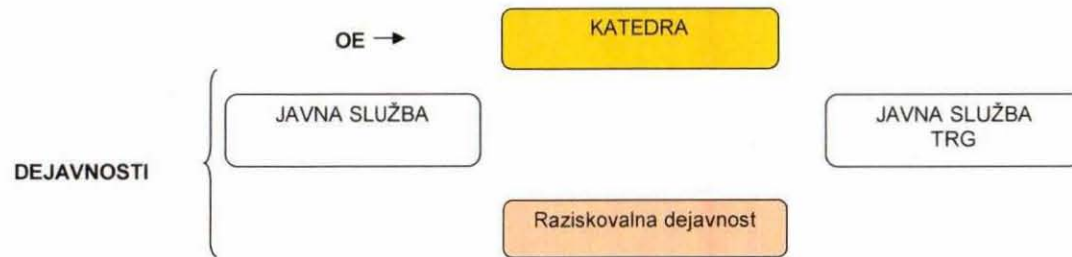 OE →
KATEDRA
JAVNA SLUŽBA
JAVNA SLUŽBA
TRG
DEJAVNOSTI
Raziskovalna dejavnost